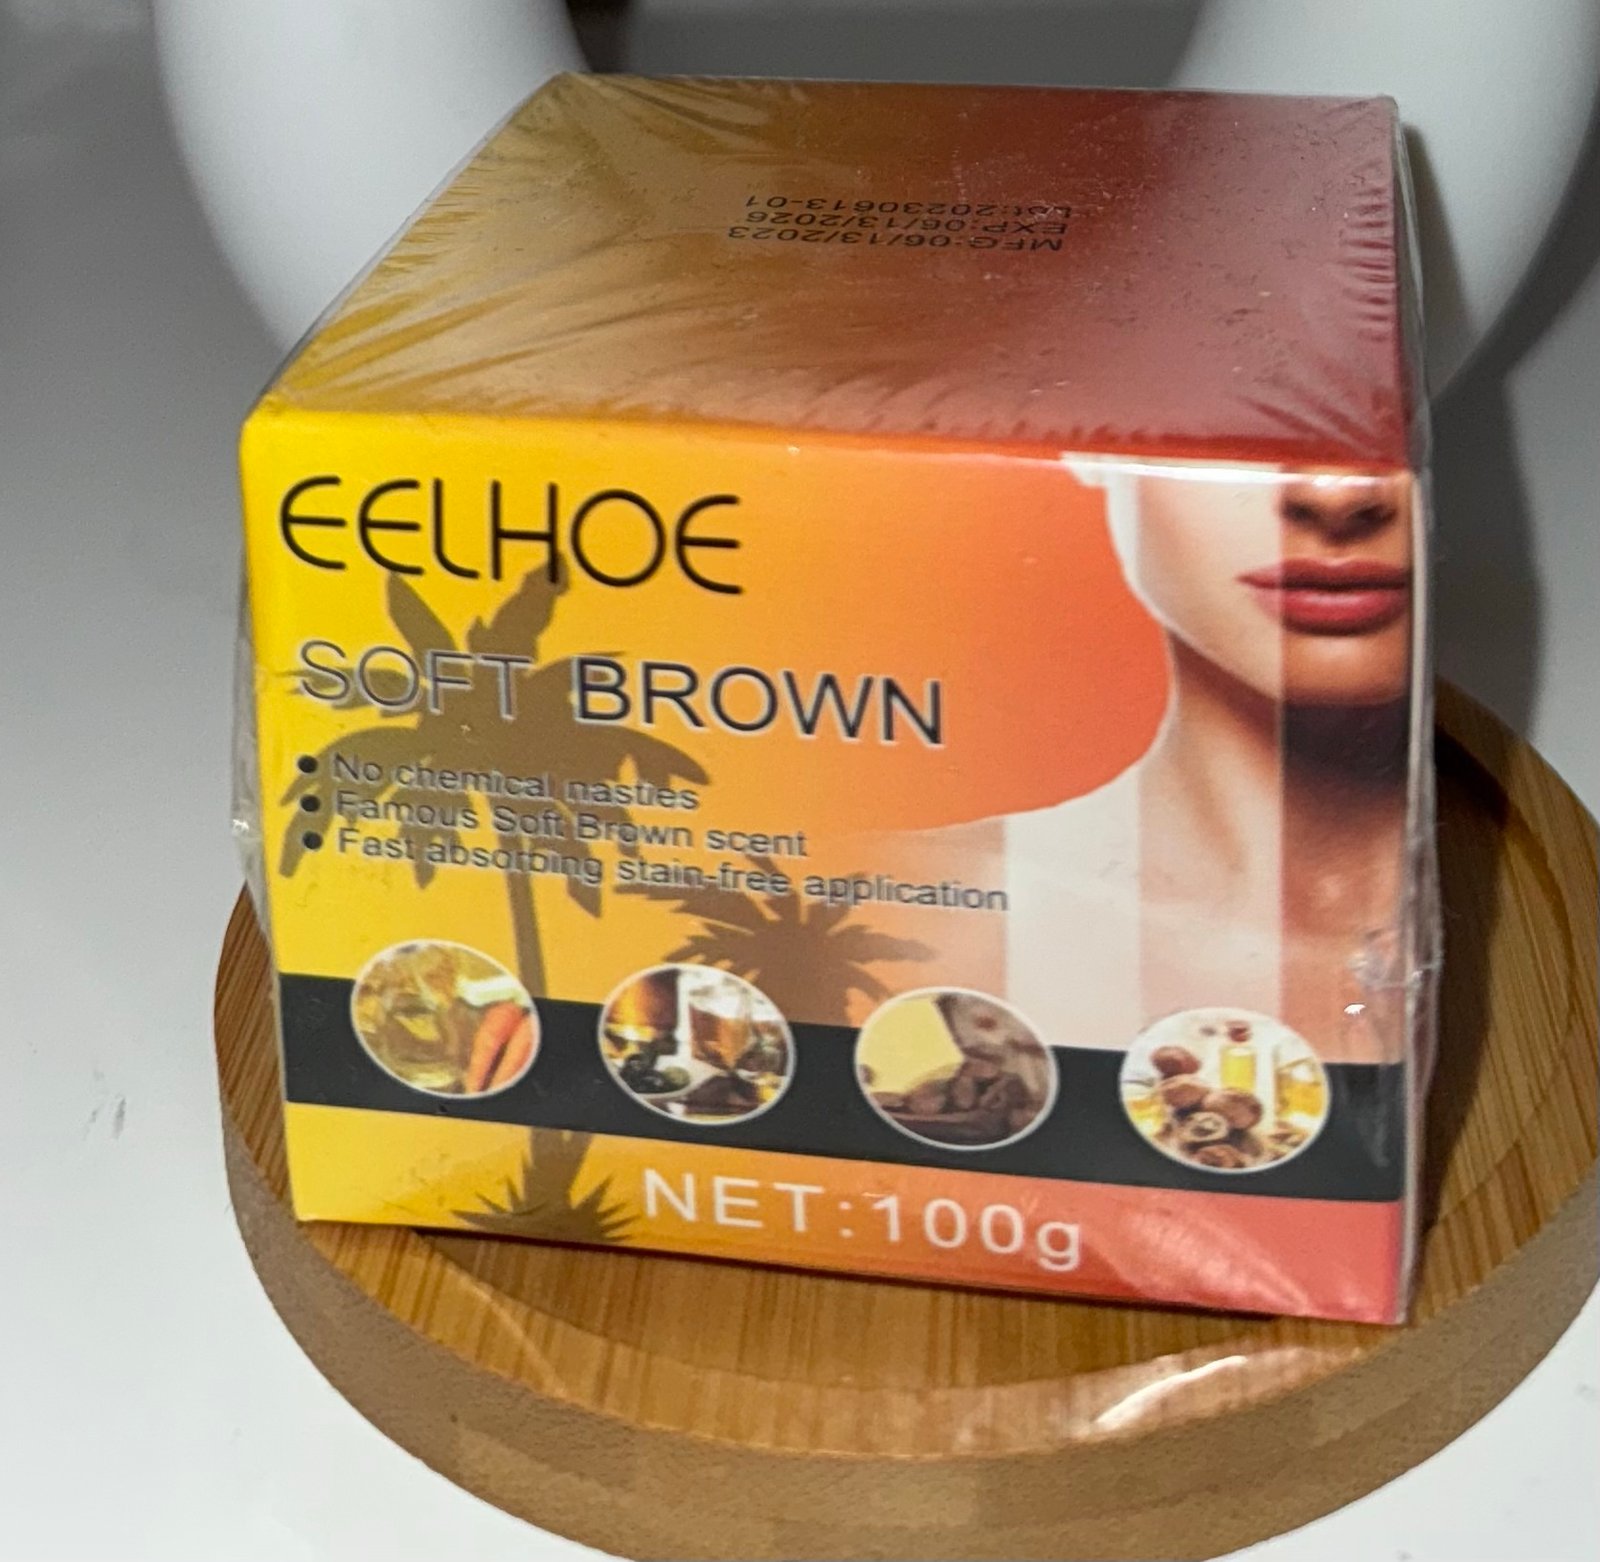 MFG:06/13/2023
EXP:06/13/2026
Lot:20230613-01
EELHOE
SOFT BROWN
• No chemical nasties
• Famous Soft Brown scent
• Fast absorbing stain-free application
NET:100g